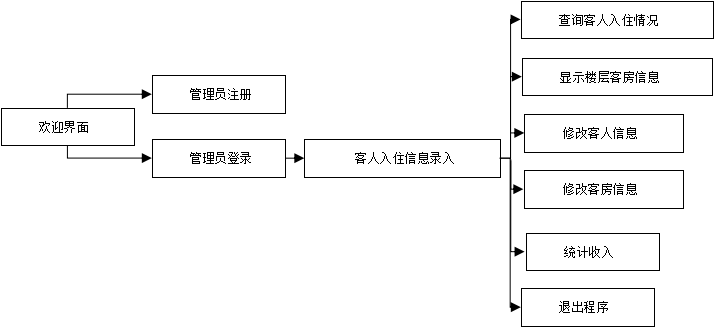 欢迎界面
管理员注册
管理员登录
客人入住信息录入
查询客人入住情况
显示楼层客房信息
修改客人信息
修改客房信息
统计收入
退出程序